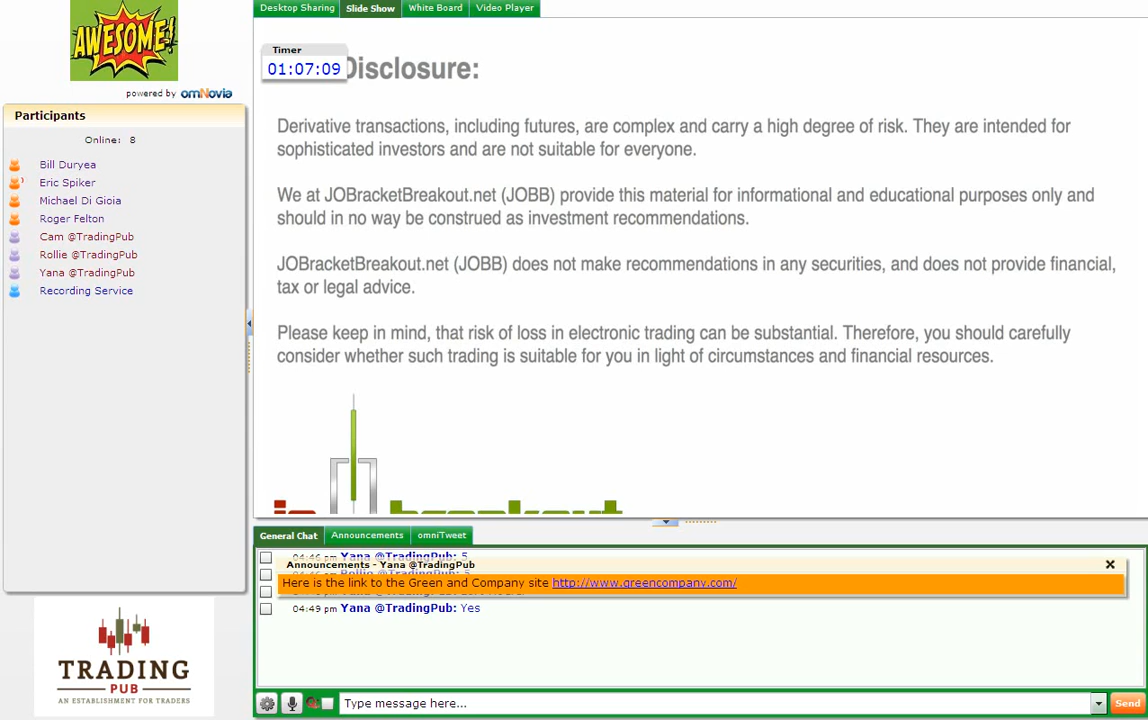 AWESOME!
powered by omNovia
Participants
Online: 8
Bill Duryea
Eric Spiker
Michael Di Gioia
Roger Felton
Cam @TradingPub
Rollie @TradingPub
Yana @TradingPub
Recording Service
TRADING
PUB
AN ESTABLISHMENT FOR TRADERS
Desktop Sharing Slide Show White Board Video Player
Timer
01:07:09
Disclosure:
Derivative transactions, including futures, are complex and carry a high degree of risk. They are intended for
sophisticated investors and are not suitable for everyone.
We at JOBracketBreakout.net (JOBB) provide this material for informational and educational purposes only and
should in no way be construed as investment recommendations.
JOBracketBreakout.net (JOBB) does not make recommendations in any securities, and does not provide financial,
tax or legal advice.
Please keep in mind, that risk of loss in electronic trading can be substantial. Therefore, you should carefully
consider whether such trading is suitable for you in light of circumstances and financial resources.
General Chat Announcements omniTweet
04:46 pm Yana @TradingPub: 5
Announcements - Yana @TradingPub
Here is the link to the Green and Company site http://www.greencompany.com/
04:49 pm Yana @TradingPub: Yes
Type message here...
Send